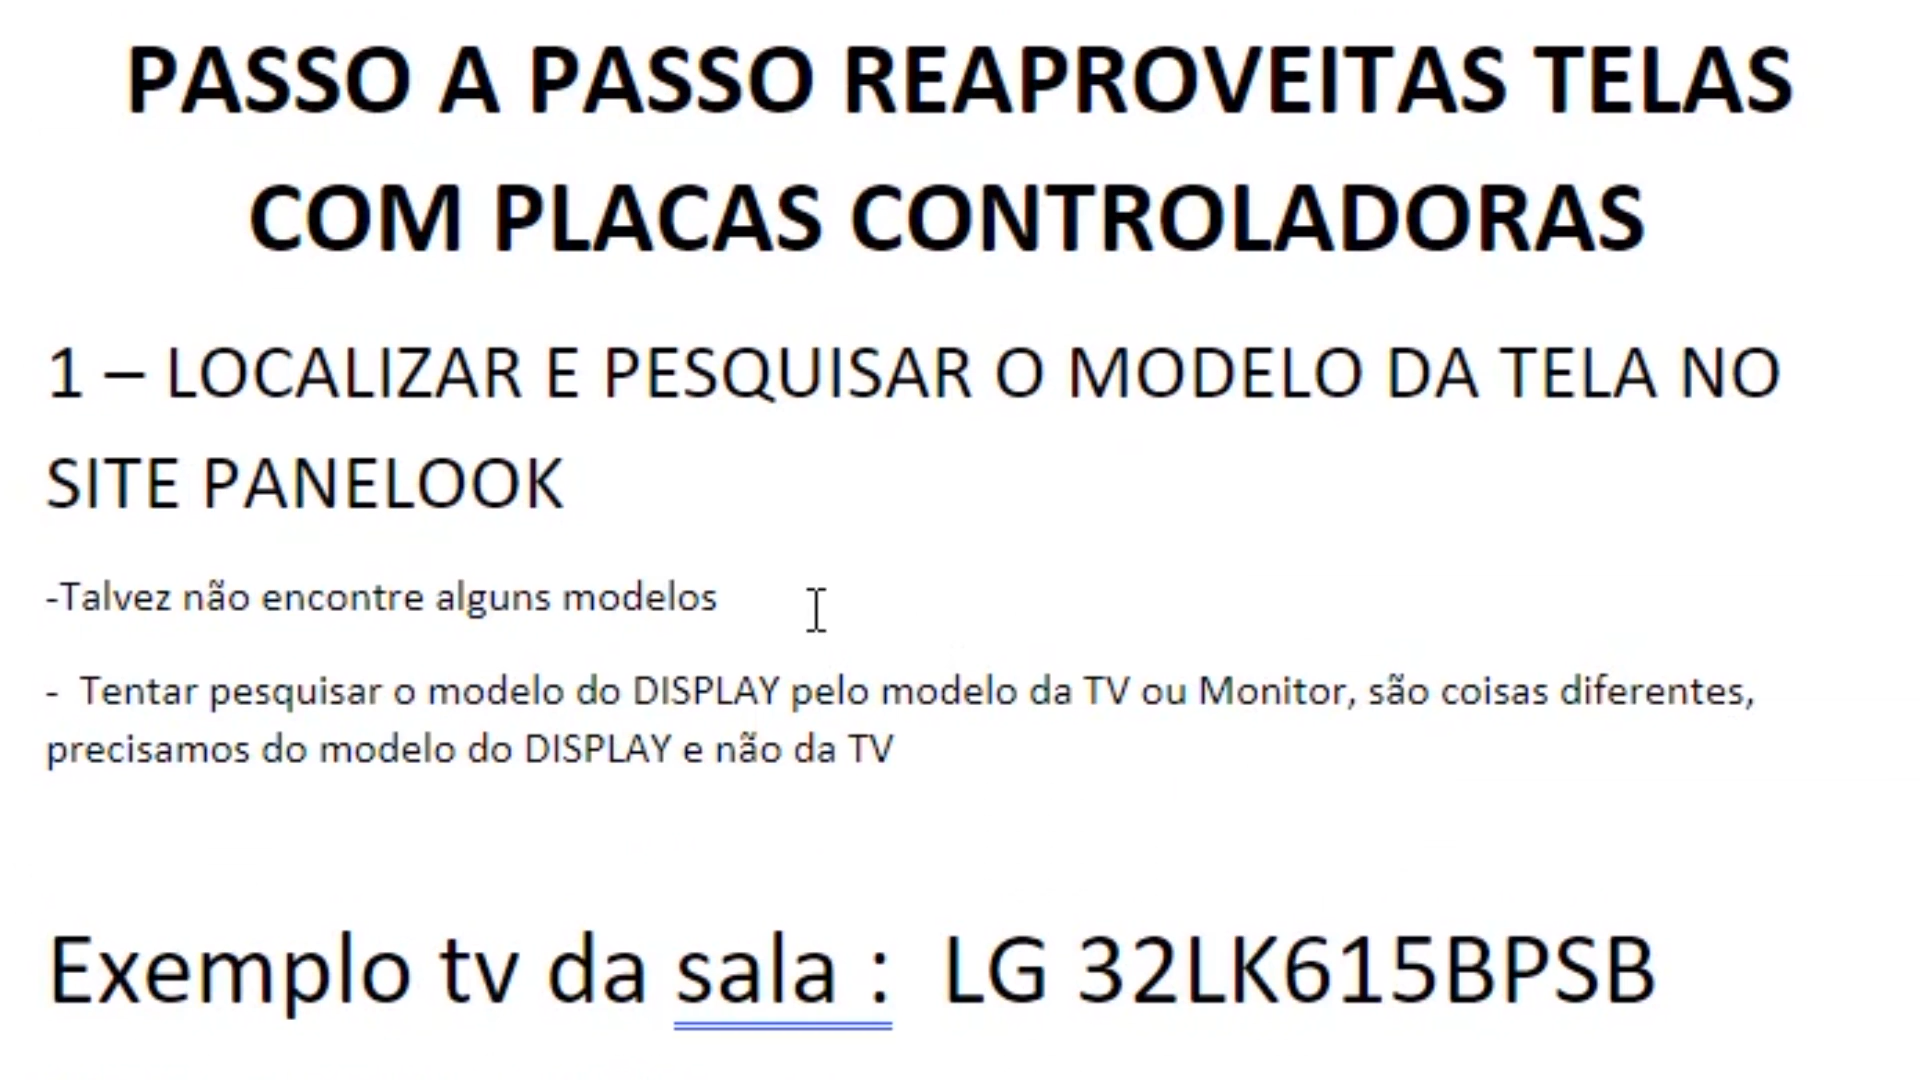 PASSO A PASSO REAPROVEITAS TELAS
COM PLACAS CONTROLADORAS
1 – LOCALIZAR E PESQUISAR O MODELO DA TELA NO
SITE PANELOOK
-Talvez não encontre alguns modelos
-  Tentar pesquisar o modelo do DISPLAY pelo modelo da TV ou Monitor, são coisas diferentes,
precisamos do modelo do DISPLAY e não da TV
Exemplo tv da sala :  LG 32LK615BPSB